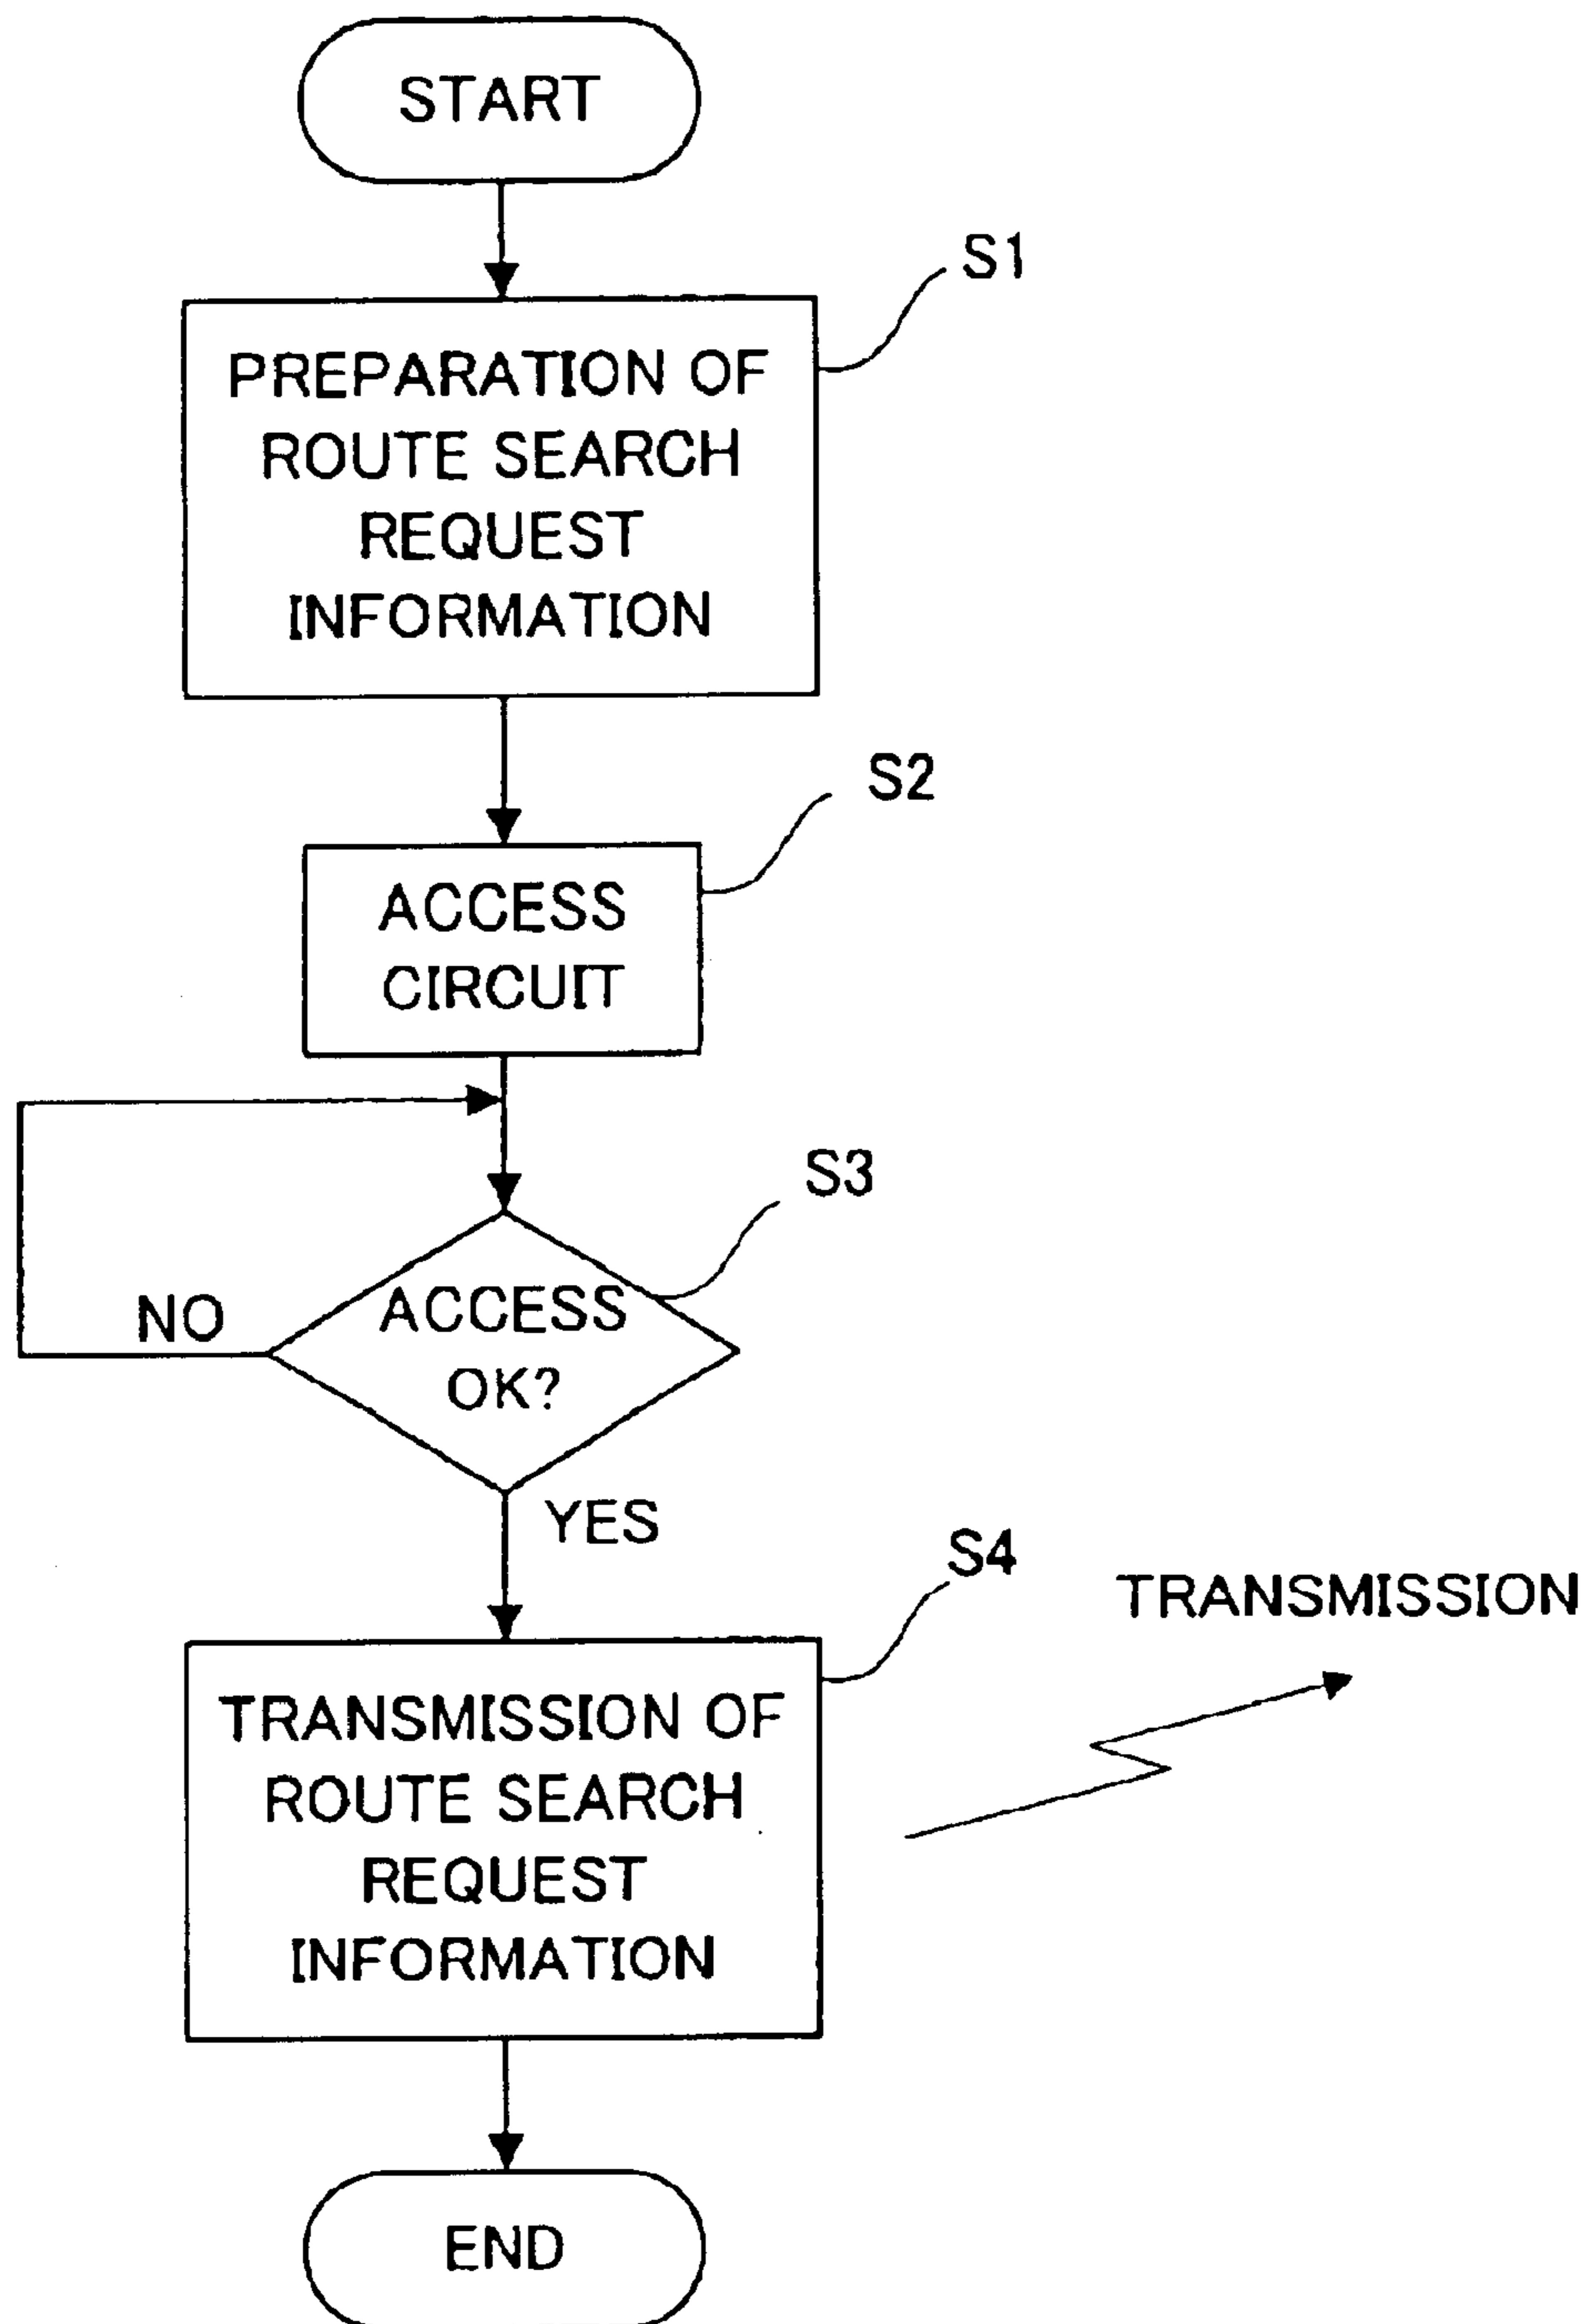 START
S1
PREPARATION OF
ROUTE SEARCH
REQUEST
INFORMATION
S2
ACCESS
CIRCUIT
S3
NO
ACCESS
OK?
YES
S4
TRANSMISSION
TRANSMISSION OF
ROUTE SEARCH
REQUEST
INFORMATION
END